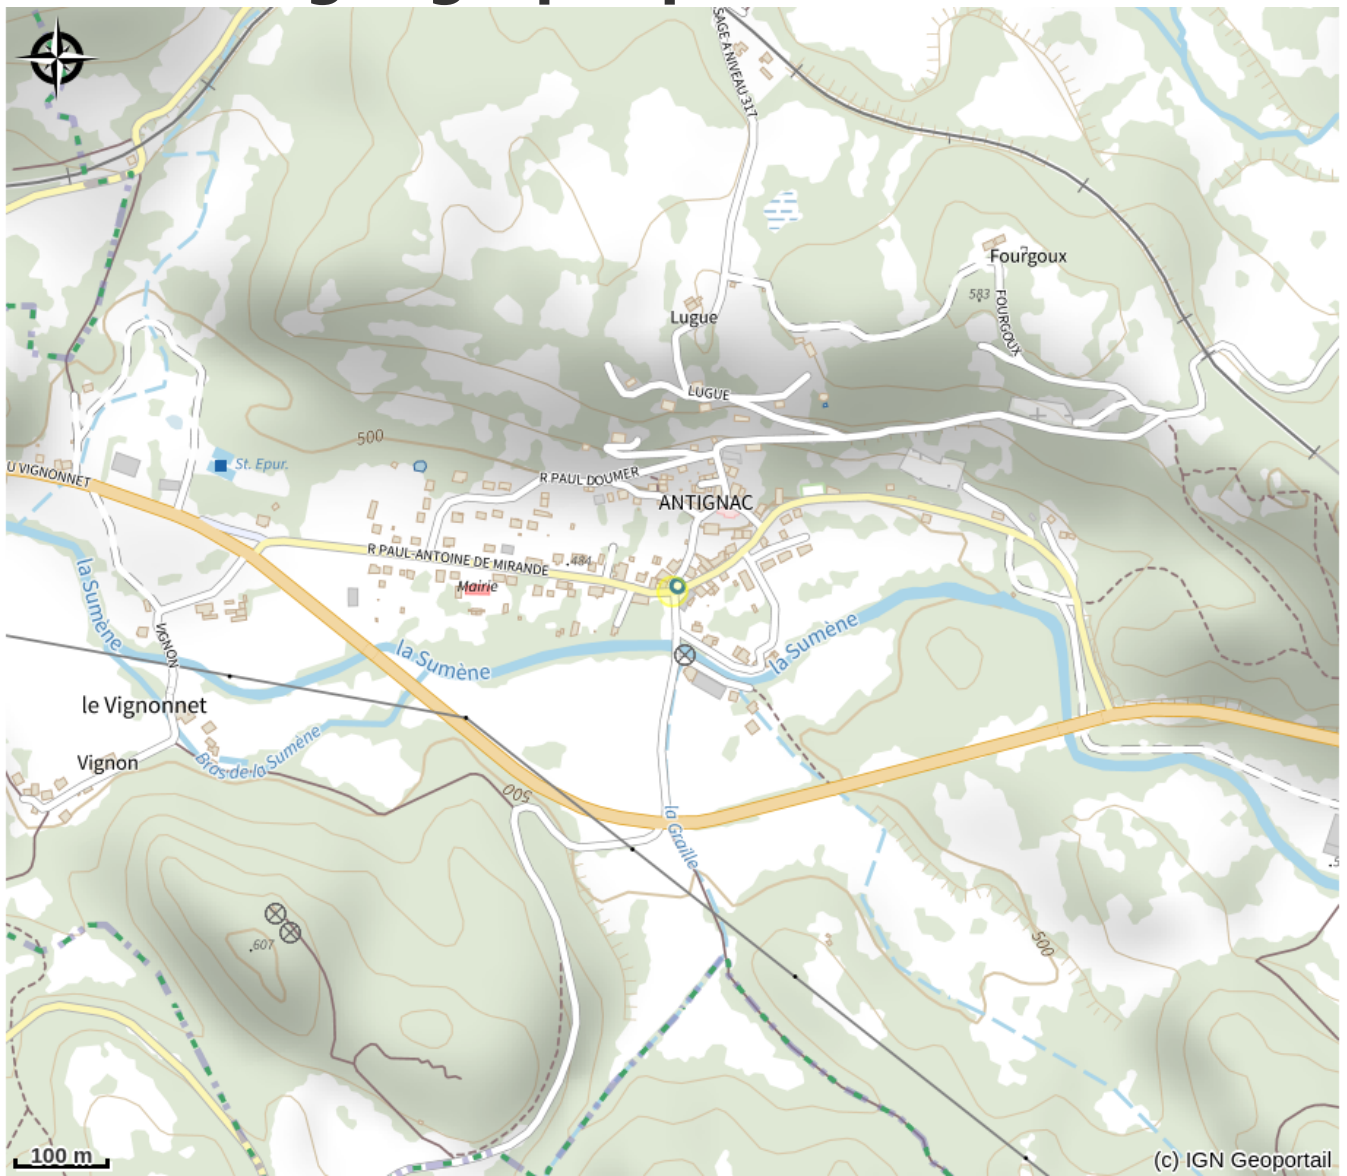 SAGE A NIVEAU 317
Fourgoux
583
FOURGOUX
Lugue
LUGUE
500
St. Epur.
R PAUL DOUMER
U VIGNONNET
ANTIGNAC
R PAUL-ANTOINE DE MIRANDE
484
Mairie
la Sumène
la Sumène
la Sumène
VIGNON
le Vignonnet
Bras de la Sumène
Vignon
500
la Graille
607
500
100 m
(c) IGN Geoportail